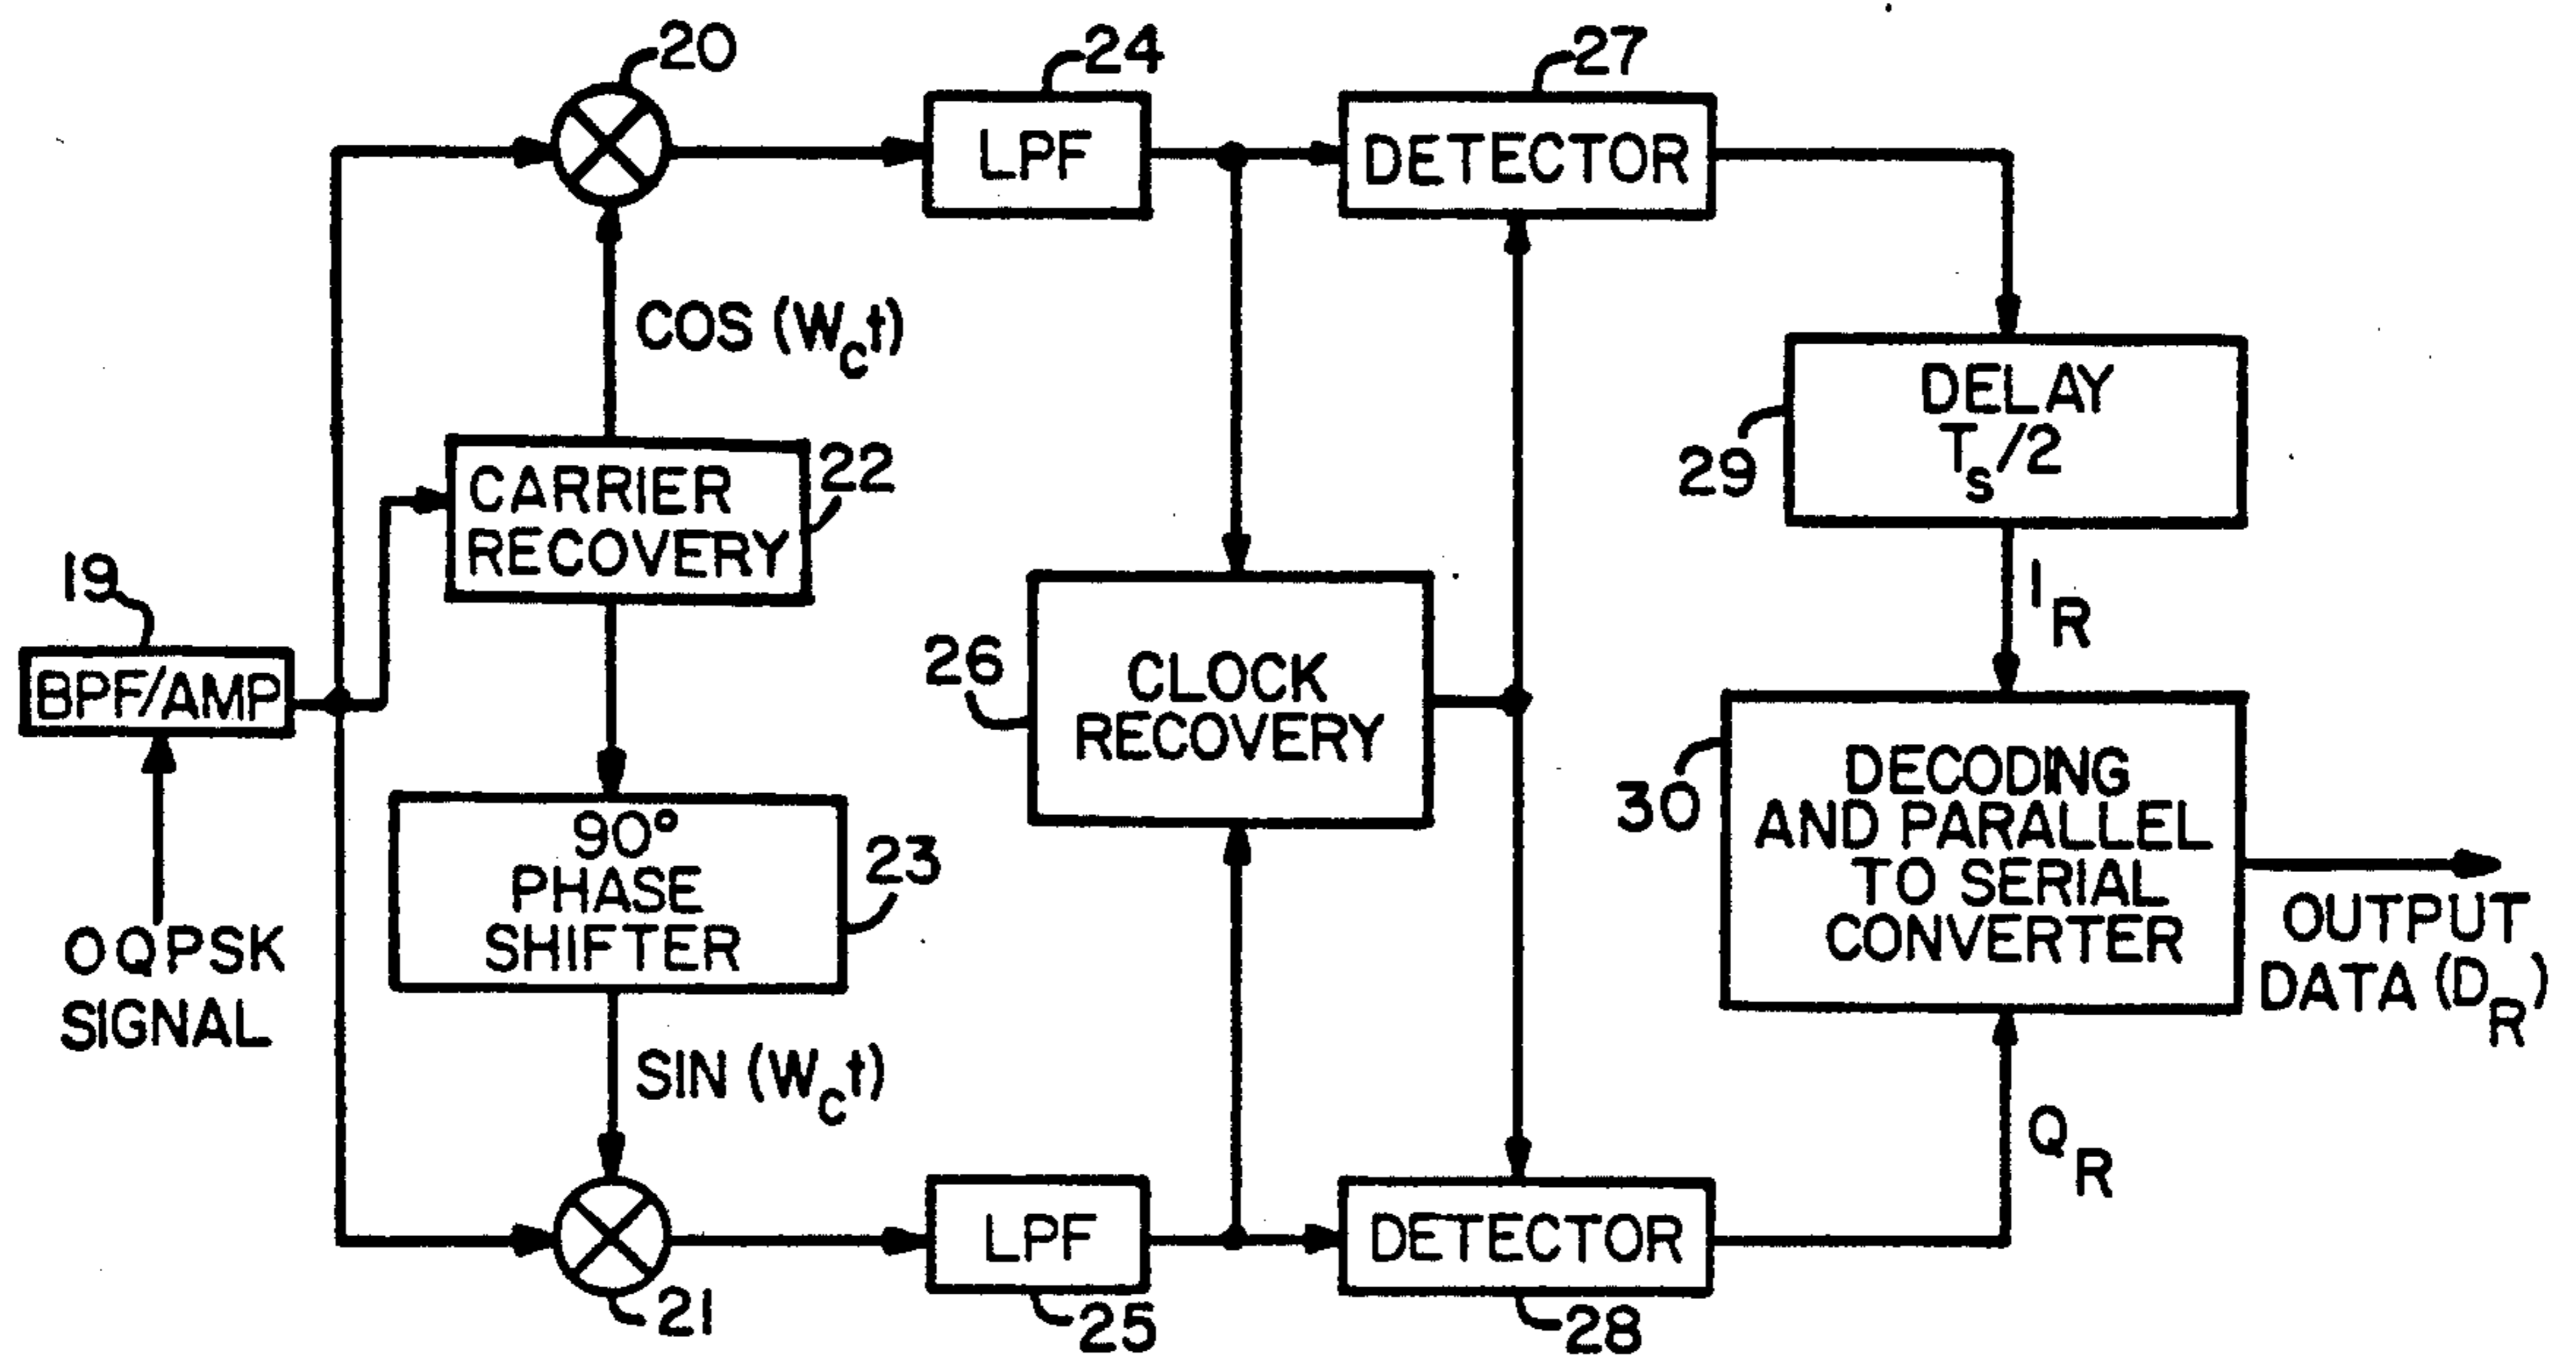 20
24
27
LPF
DETECTOR
COS (W_c t)
DELAY
T_s/2
29
CARRIER
RECOVERY
22
19
BPF/AMP
I_R
26
CLOCK
RECOVERY
90°
PHASE
SHIFTER
23
30
DECODING
AND PARALLEL
TO SERIAL
CONVERTER
OQPSK
SIGNAL
OUTPUT
DATA (D_R)
SIN (W_c t)
Q_R
LPF
DETECTOR
21
25
28